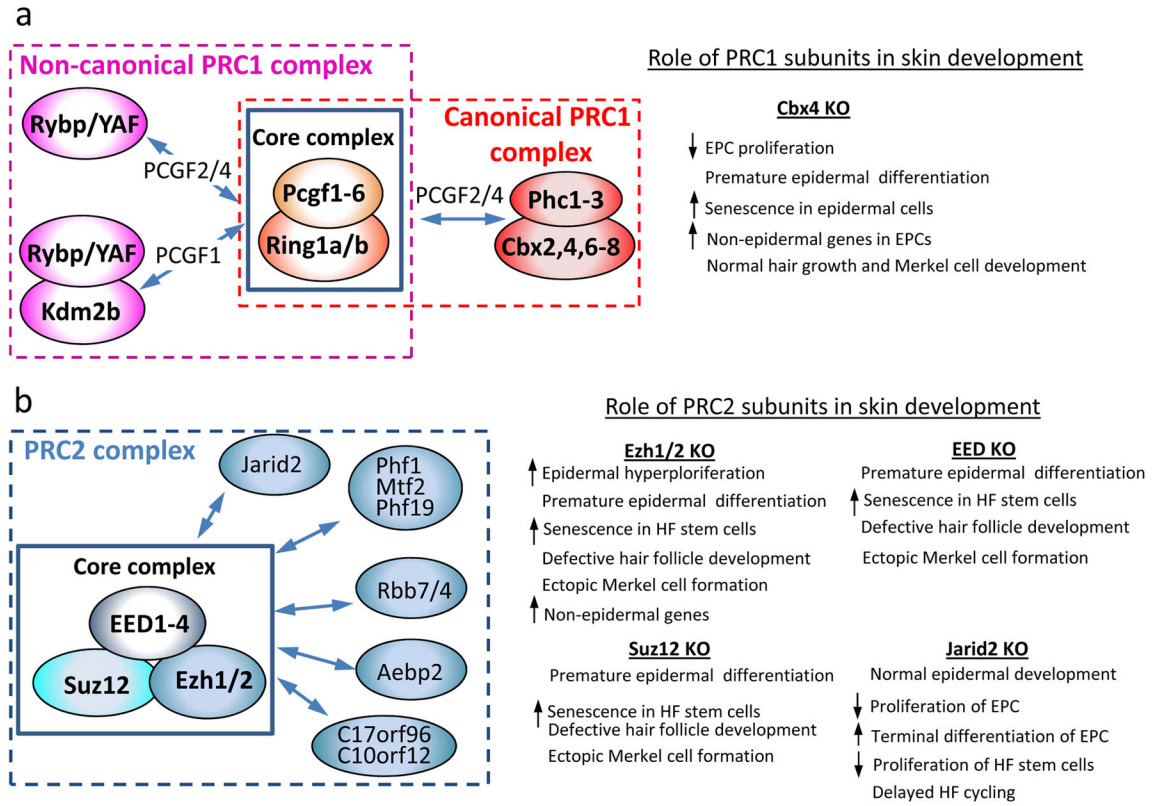 a
Non-canonical PRC1 complex
Rybp/YAF
PCGF2/4
Rybp/YAF
Kdm2b
PCGF1
Core complex
Pcgf1-6
Ring1a/b
Canonical PRC1
complex
PCGF2/4
Phc1-3
Cbx2,4,6-8
Role of PRC1 subunits in skin development
Cbx4 KO
EPC proliferation
Premature epidermal differentiation
Senescence in epidermal cells
Non-epidermal genes in EPCs
Normal hair growth and Merkel cell development
b
PRC2 complex
Jarid2
Phf1
Mtf2
Phf19
Core complex
EED1-4
Suz12
Ezh1/2
Rbb7/4
Aebp2
C17orf96
C10orf12
Role of PRC2 subunits in skin development
Ezh1/2 KO
Epidermal hyperploriferation
Premature epidermal differentiation
Senescence in HF stem cells
Defective hair follicle development
Ectopic Merkel cell formation
Non-epidermal genes
EED KO
Premature epidermal differentiation
Senescence in HF stem cells
Defective hair follicle development
Ectopic Merkel cell formation
Suz12 KO
Premature epidermal differentiation
Senescence in HF stem cells
Defective hair follicle development
Ectopic Merkel cell formation
Jarid2 KO
Normal epidermal development
Proliferation of EPC
Terminal differentiation of EPC
Proliferation of HF stem cells
Delayed HF cycling